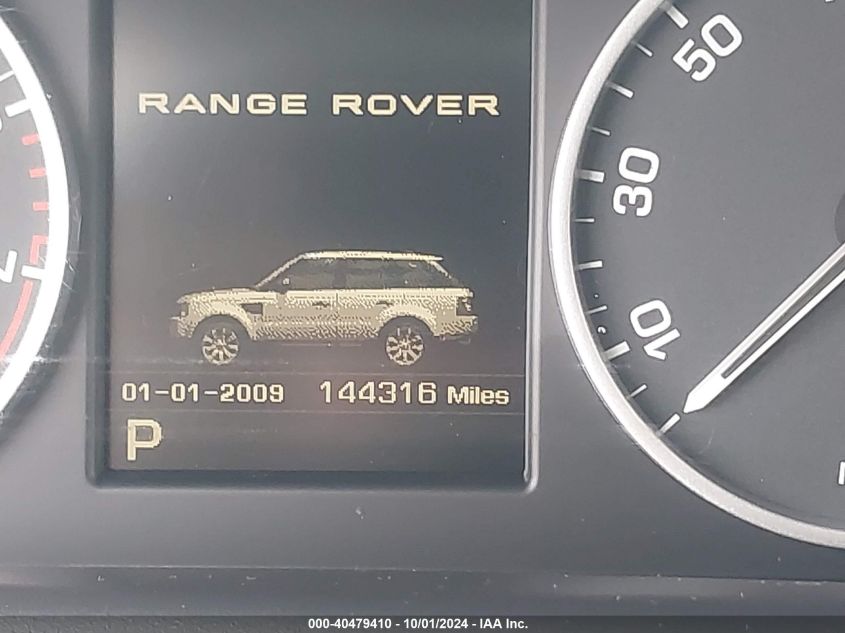 RANGE ROVER
50
30
10
01-01-2009 144316 Miles
P
000-40479410 - 10/01/2024 - IAA Inc.